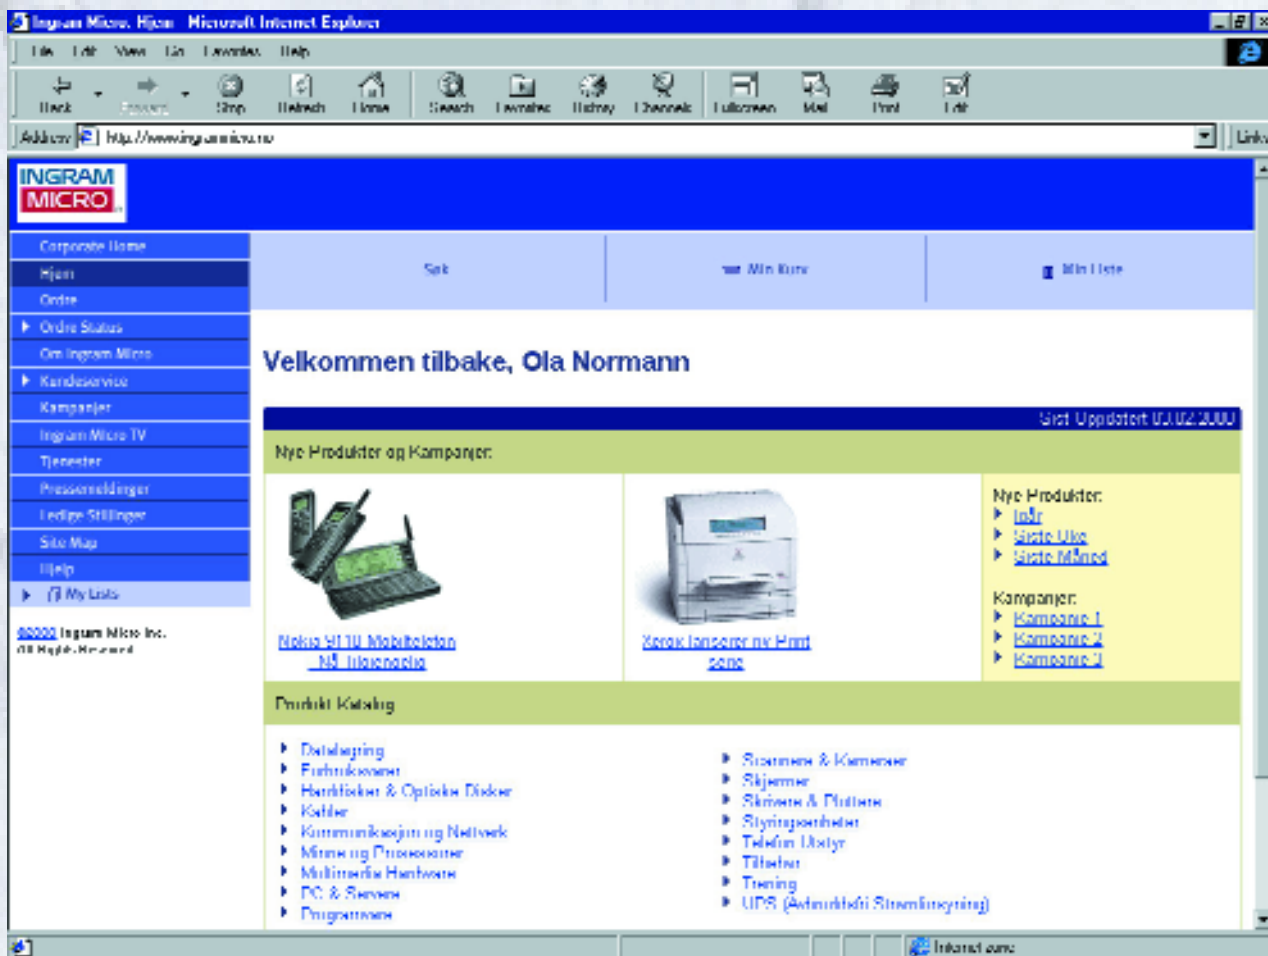 Ingram Micro. Hjem Microsoft Internet Explorer
File Edit View Go Favorites Help
Back Forward Stop Refresh Home Search Favorites History Channels Fullscreen Mail Print Edit
Address http://www.ingrammicro.no Links
INGRAM
MICRO
Corporate Home
Hjem
Ordre
Ordre Status
Om Ingram Micro
Kundeservice
Kampanjer
Ingram Micro TV
Tjenester
Pressemeldinger
Ledige Stillinger
Site Map
Hjelp
My Lists
©2000 Ingram Micro Inc.
All Rights Reserved
Søk Min Kurv Min Liste
Velkommen tilbake, Ola Normann
Sist Uppdatert 03.02.2000
Nye Produkter og Kampanjer:
Nokia 9110 Mobiltelefon
Nå Tilgjengelig
Xerox lanserer ny Print
serie
Nye Produkter:
Igår
Siste Uke
Siste Måned
Kampanjer:
Kampanje 1
Kampanje 2
Kampanje 3
Produkt Katalog
Datalagring
Forbruksvarer
Harddisker & Optiske Disker
Kabler
Kommunikasjon og Nettverk
Minne og Prosessorer
Multimedia Hardware
PC & Servere
Programvare
Scannere & Kameraer
Skjermer
Skrivere & Plottere
Styringsenheter
Telefon Utstyr
Tilbehør
Trening
UPS (Avbruddsfri Strømforsyning)
Internet zone